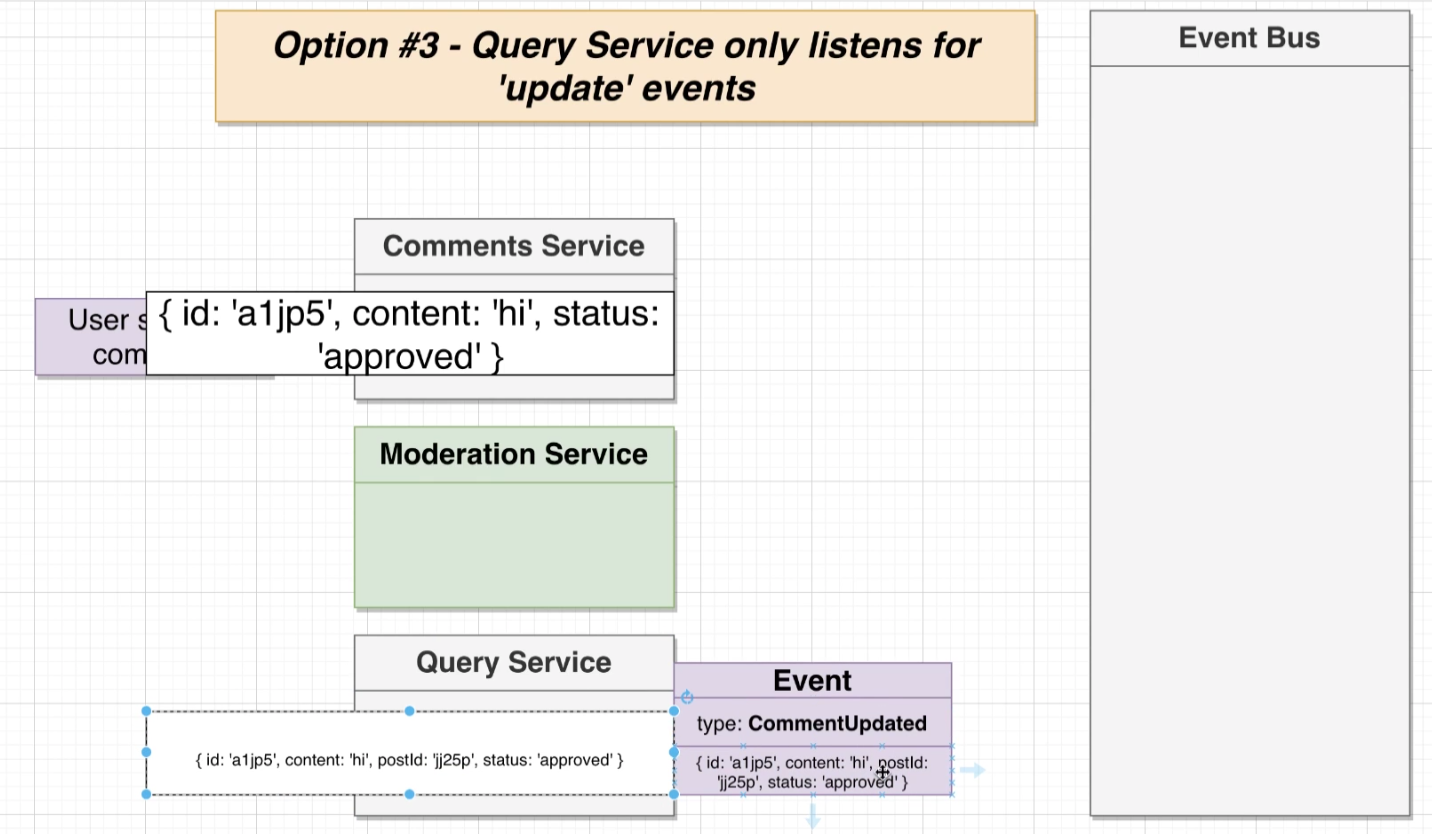 Option #3 - Query Service only listens for
'update' events
Event Bus
Comments Service
User s
com
{ id: 'a1jp5', content: 'hi', status:
'approved' }
Moderation Service
Query Service
{ id: 'a1jp5', content: 'hi', postId: 'jj25p', status: 'approved' }
Event
type: CommentUpdated
{ id: 'a1jp5', content: 'hi', postId:
'jj25p', status: 'approved' }